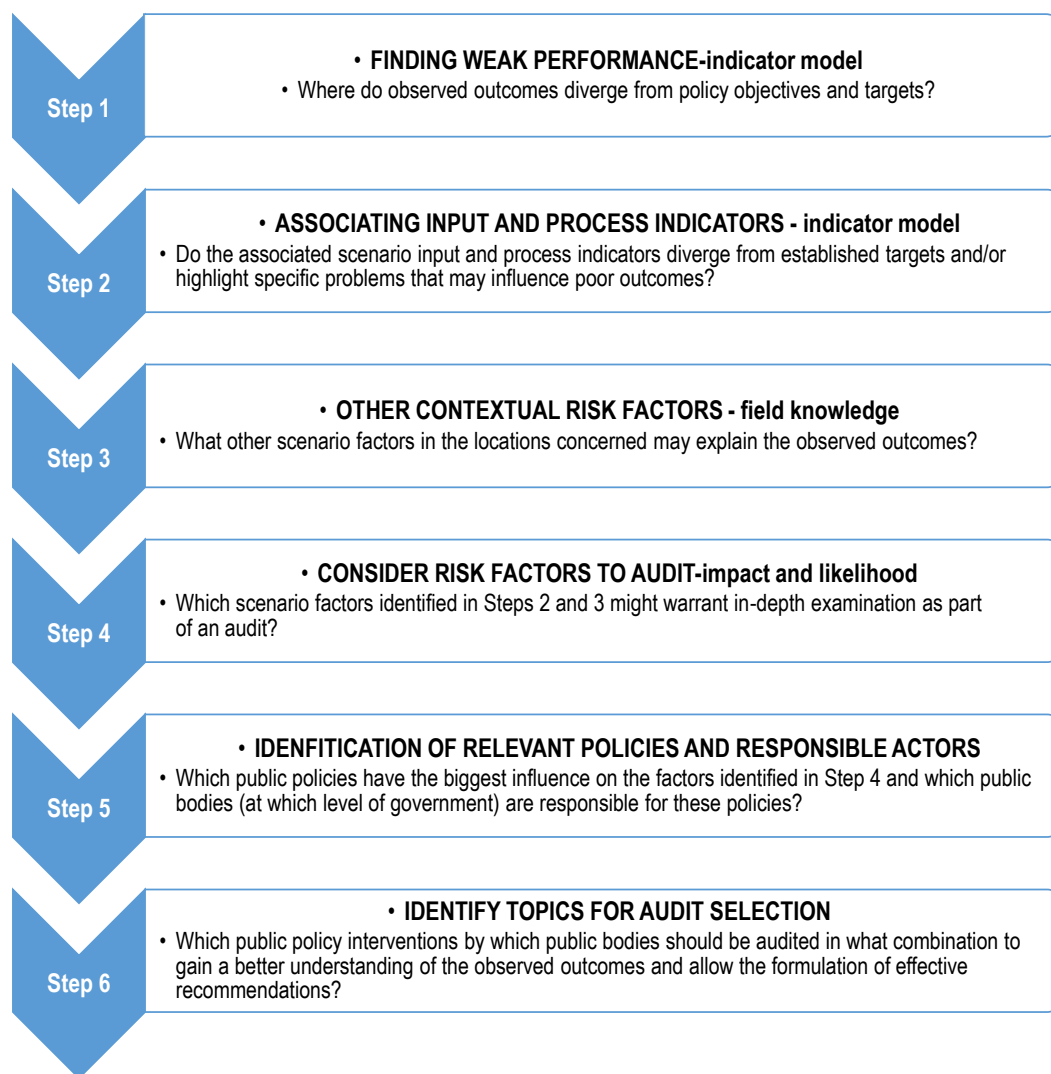 Step 1
• FINDING WEAK PERFORMANCE-indicator model
• Where do observed outcomes diverge from policy objectives and targets?
Step 2
• ASSOCIATING INPUT AND PROCESS INDICATORS - indicator model
• Do the associated scenario input and process indicators diverge from established targets and/or
highlight specific problems that may influence poor outcomes?
Step 3
• OTHER CONTEXTUAL RISK FACTORS - field knowledge
• What other scenario factors in the locations concerned may explain the observed outcomes?
Step 4
• CONSIDER RISK FACTORS TO AUDIT-impact and likelihood
• Which scenario factors identified in Steps 2 and 3 might warrant in-depth examination as part
of an audit?
Step 5
• IDENFITICATION OF RELEVANT POLICIES AND RESPONSIBLE ACTORS
• Which public policies have the biggest influence on the factors identified in Step 4 and which public
bodies (at which level of government) are responsible for these policies?
Step 6
• IDENTIFY TOPICS FOR AUDIT SELECTION
• Which public policy interventions by which public bodies should be audited in what combination to
gain a better understanding of the observed outcomes and allow the formulation of effective
recommendations?